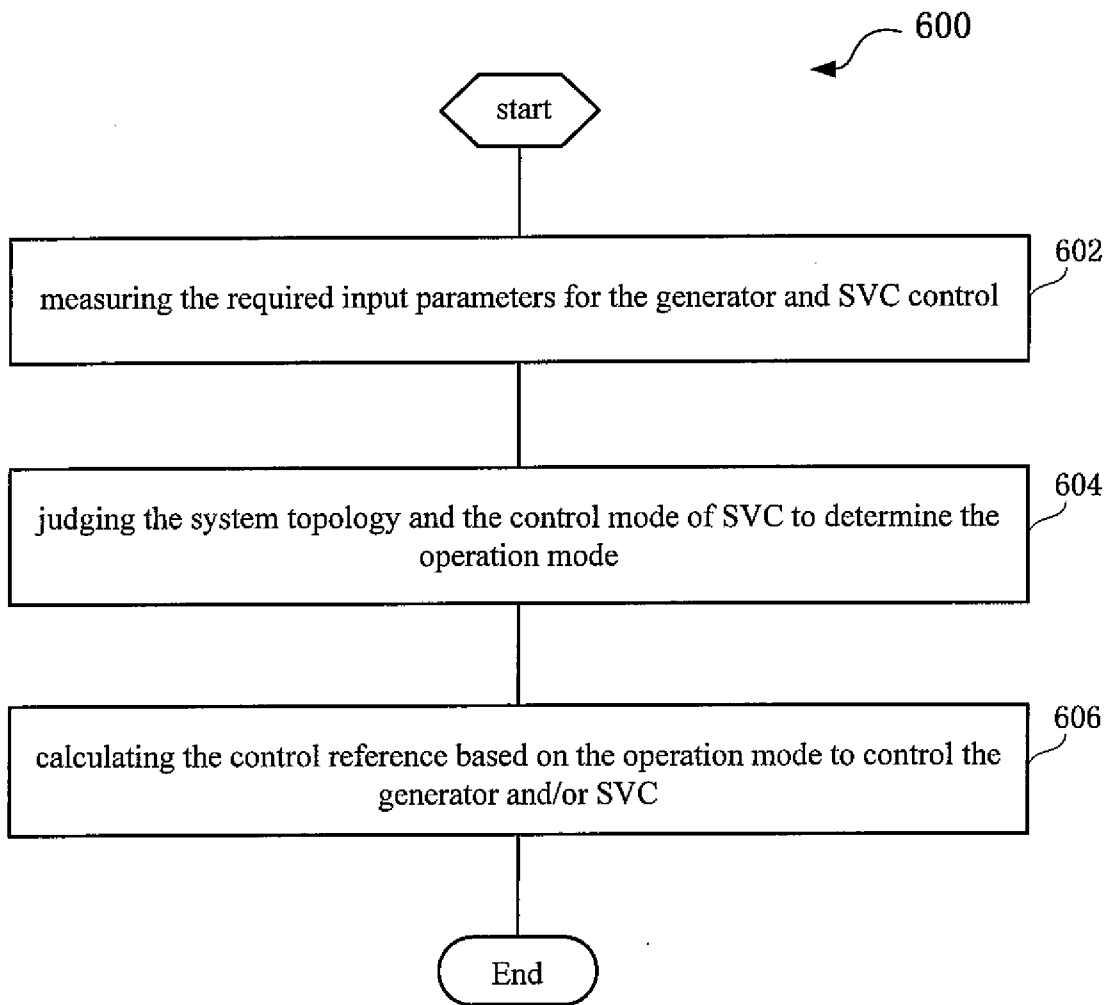 600
start
602
measuring the required input parameters for the generator and SVC control
604
judging the system topology and the control mode of SVC to determine the
operation mode
606
calculating the control reference based on the operation mode to control the
generator and/or SVC
End